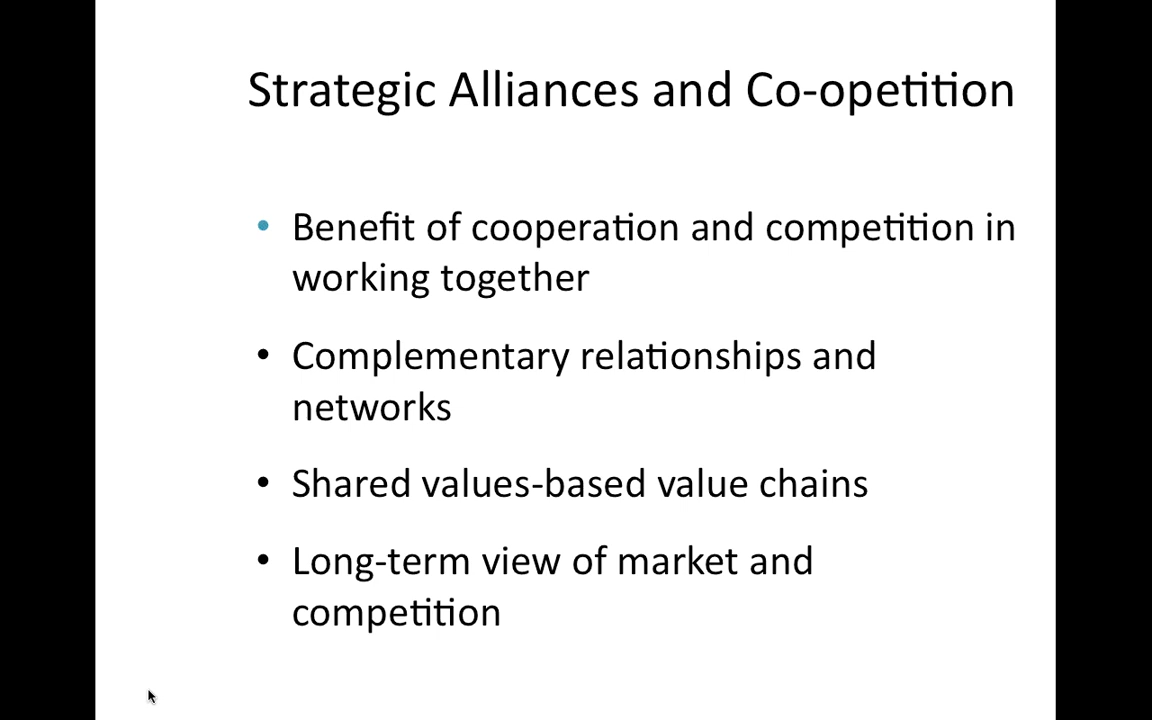 Strategic Alliances and Co-opetition
• Benefit of cooperation and competition in
working together
• Complementary relationships and
networks
• Shared values-based value chains
• Long-term view of market and
competition